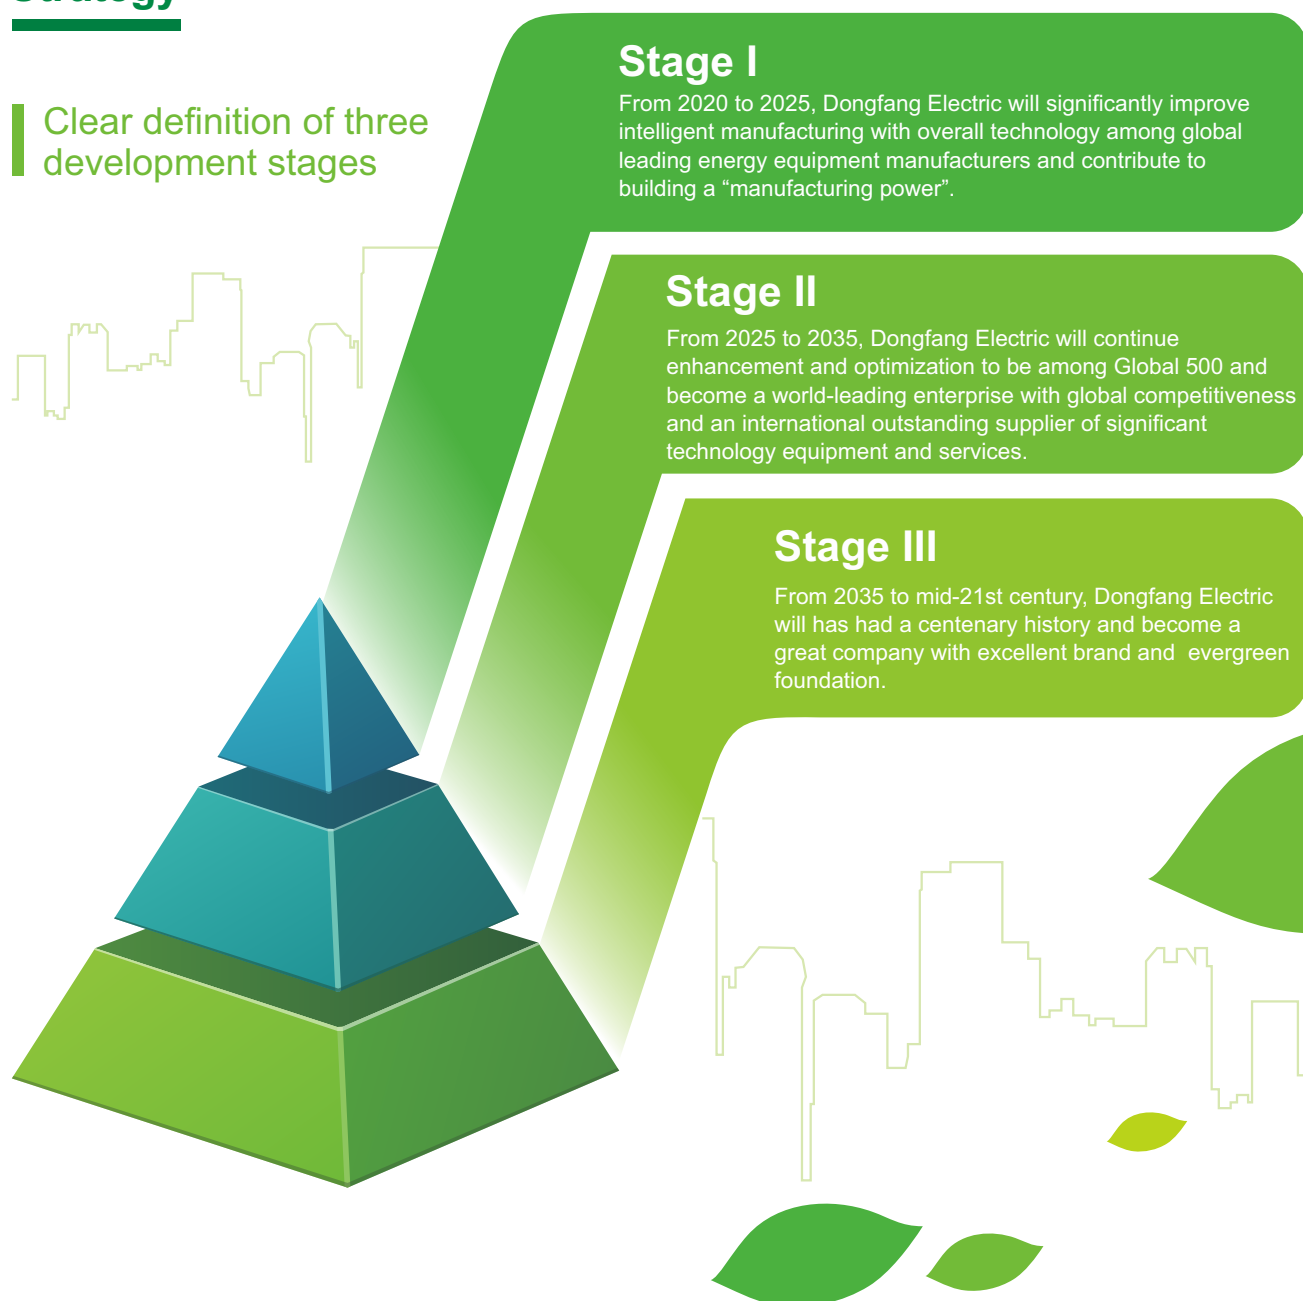 Strategy
Clear definition of three
development stages
Stage I
From 2020 to 2025, Dongfang Electric will significantly improve
intelligent manufacturing with overall technology among global
leading energy equipment manufacturers and contribute to
building a “manufacturing power”.
Stage II
From 2025 to 2035, Dongfang Electric will continue
enhancement and optimization to be among Global 500 and
become a world-leading enterprise with global competitiveness
and an international outstanding supplier of significant
technology equipment and services.
Stage III
From 2035 to mid-21st century, Dongfang Electric
will has had a centenary history and become a
great company with excellent brand and  evergreen
foundation.